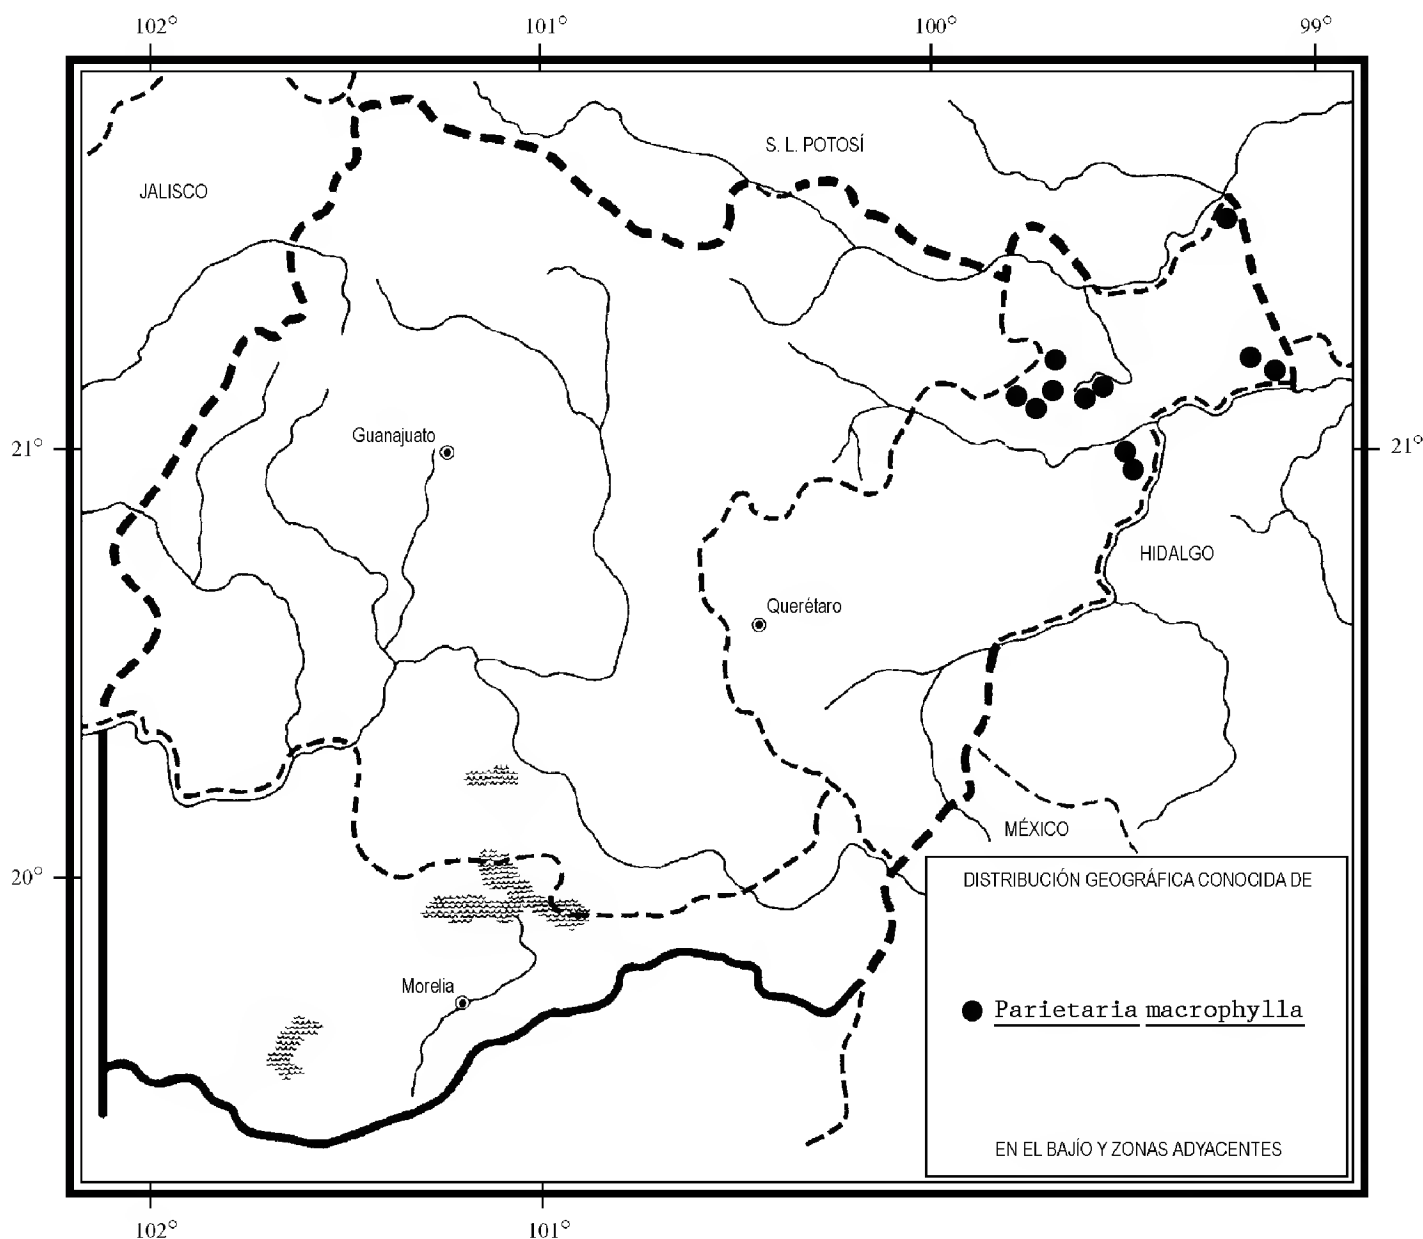 102° 101° 100° 99°
S. L. POTOSÍ
JALISCO
Guanajuato
21° 21°
HIDALGO
Querétaro
MÉXICO
20°
DISTRIBUCIÓN GEOGRÁFICA CONOCIDA DE
Morelia
Parietaria macrophylla
EN EL BAJÍO Y ZONAS ADYACENTES
102° 101°